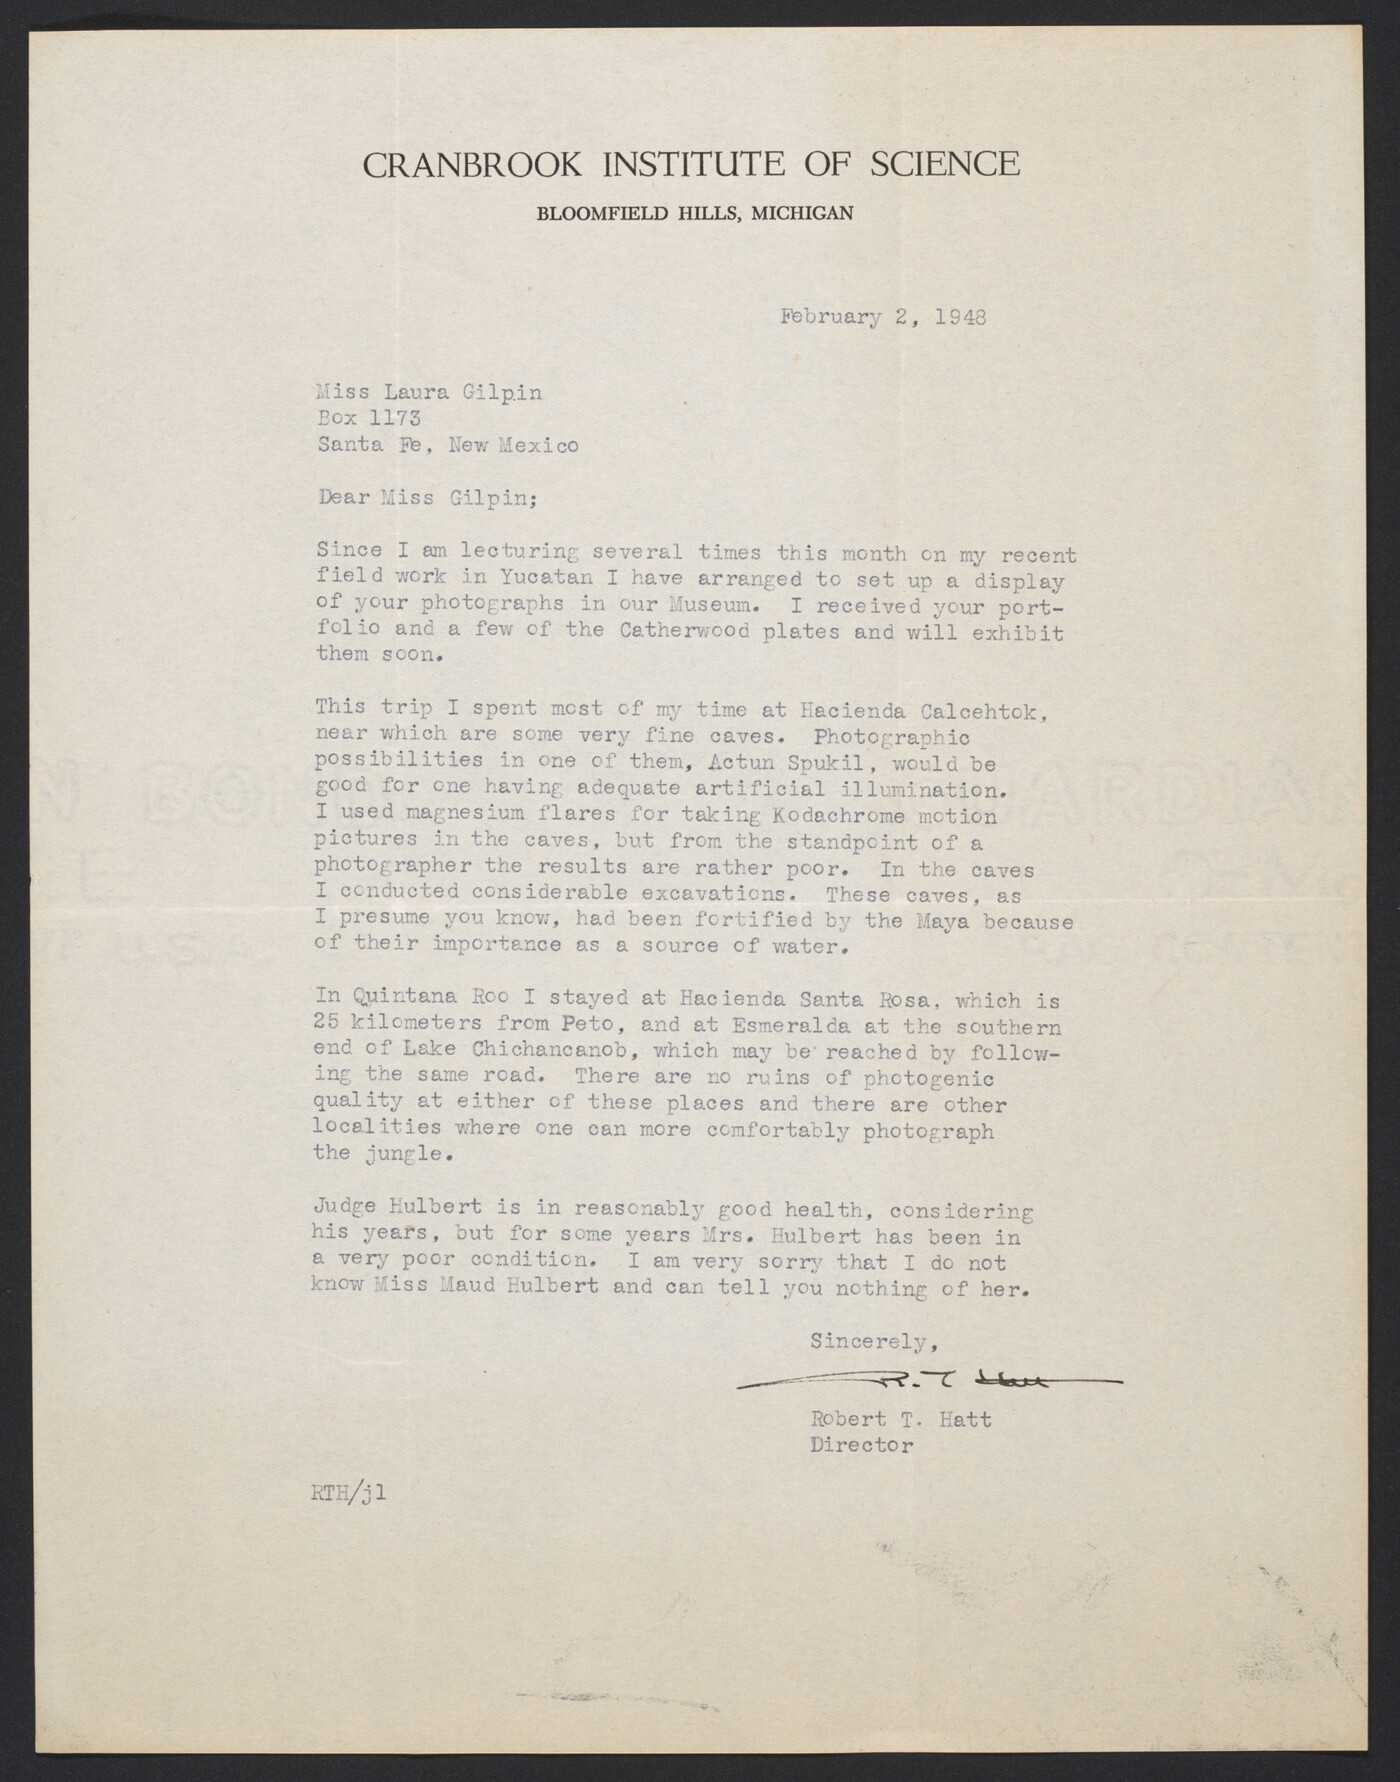 CRANBROOK INSTITUTE OF SCIENCE
BLOOMFIELD HILLS, MICHIGAN
February 2, 1948
Miss Laura Gilpin
Box 1173
Santa Fe, New Mexico
Dear Miss Gilpin;
Since I am lecturing several times this month on my recent
field work in Yucatan I have arranged to set up a display
of your photographs in our Museum. I received your port-
folio and a few of the Catherwood plates and will exhibit
them soon.
This trip I spent most of my time at Hacienda Calcehtok,
near which are some very fine caves. Photographic
possibilities in one of them, Actun Spukil, would be
good for one having adequate artificial illumination.
I used magnesium flares for taking Kodachrome motion
pictures in the caves, but from the standpoint of a
photographer the results are rather poor. In the caves
I conducted considerable excavations. These caves, as
I presume you know, had been fortified by the Maya because
of their importance as a source of water.
In Quintana Roo I stayed at Hacienda Santa Rosa, which is
25 kilometers from Peto, and at Esmeralda at the southern
end of Lake Chichancanob, which may be reached by follow-
ing the same road. There are no ruins of photogenic
quality at either of these places and there are other
localities where one can more comfortably photograph
the jungle.
Judge Hulbert is in reasonably good health, considering
his years, but for some years Mrs. Hulbert has been in
a very poor condition. I am very sorry that I do not
know Miss Maud Hulbert and can tell you nothing of her.
Sincerely,
R. T. Hatt
Robert T. Hatt
Director
RTH/jl